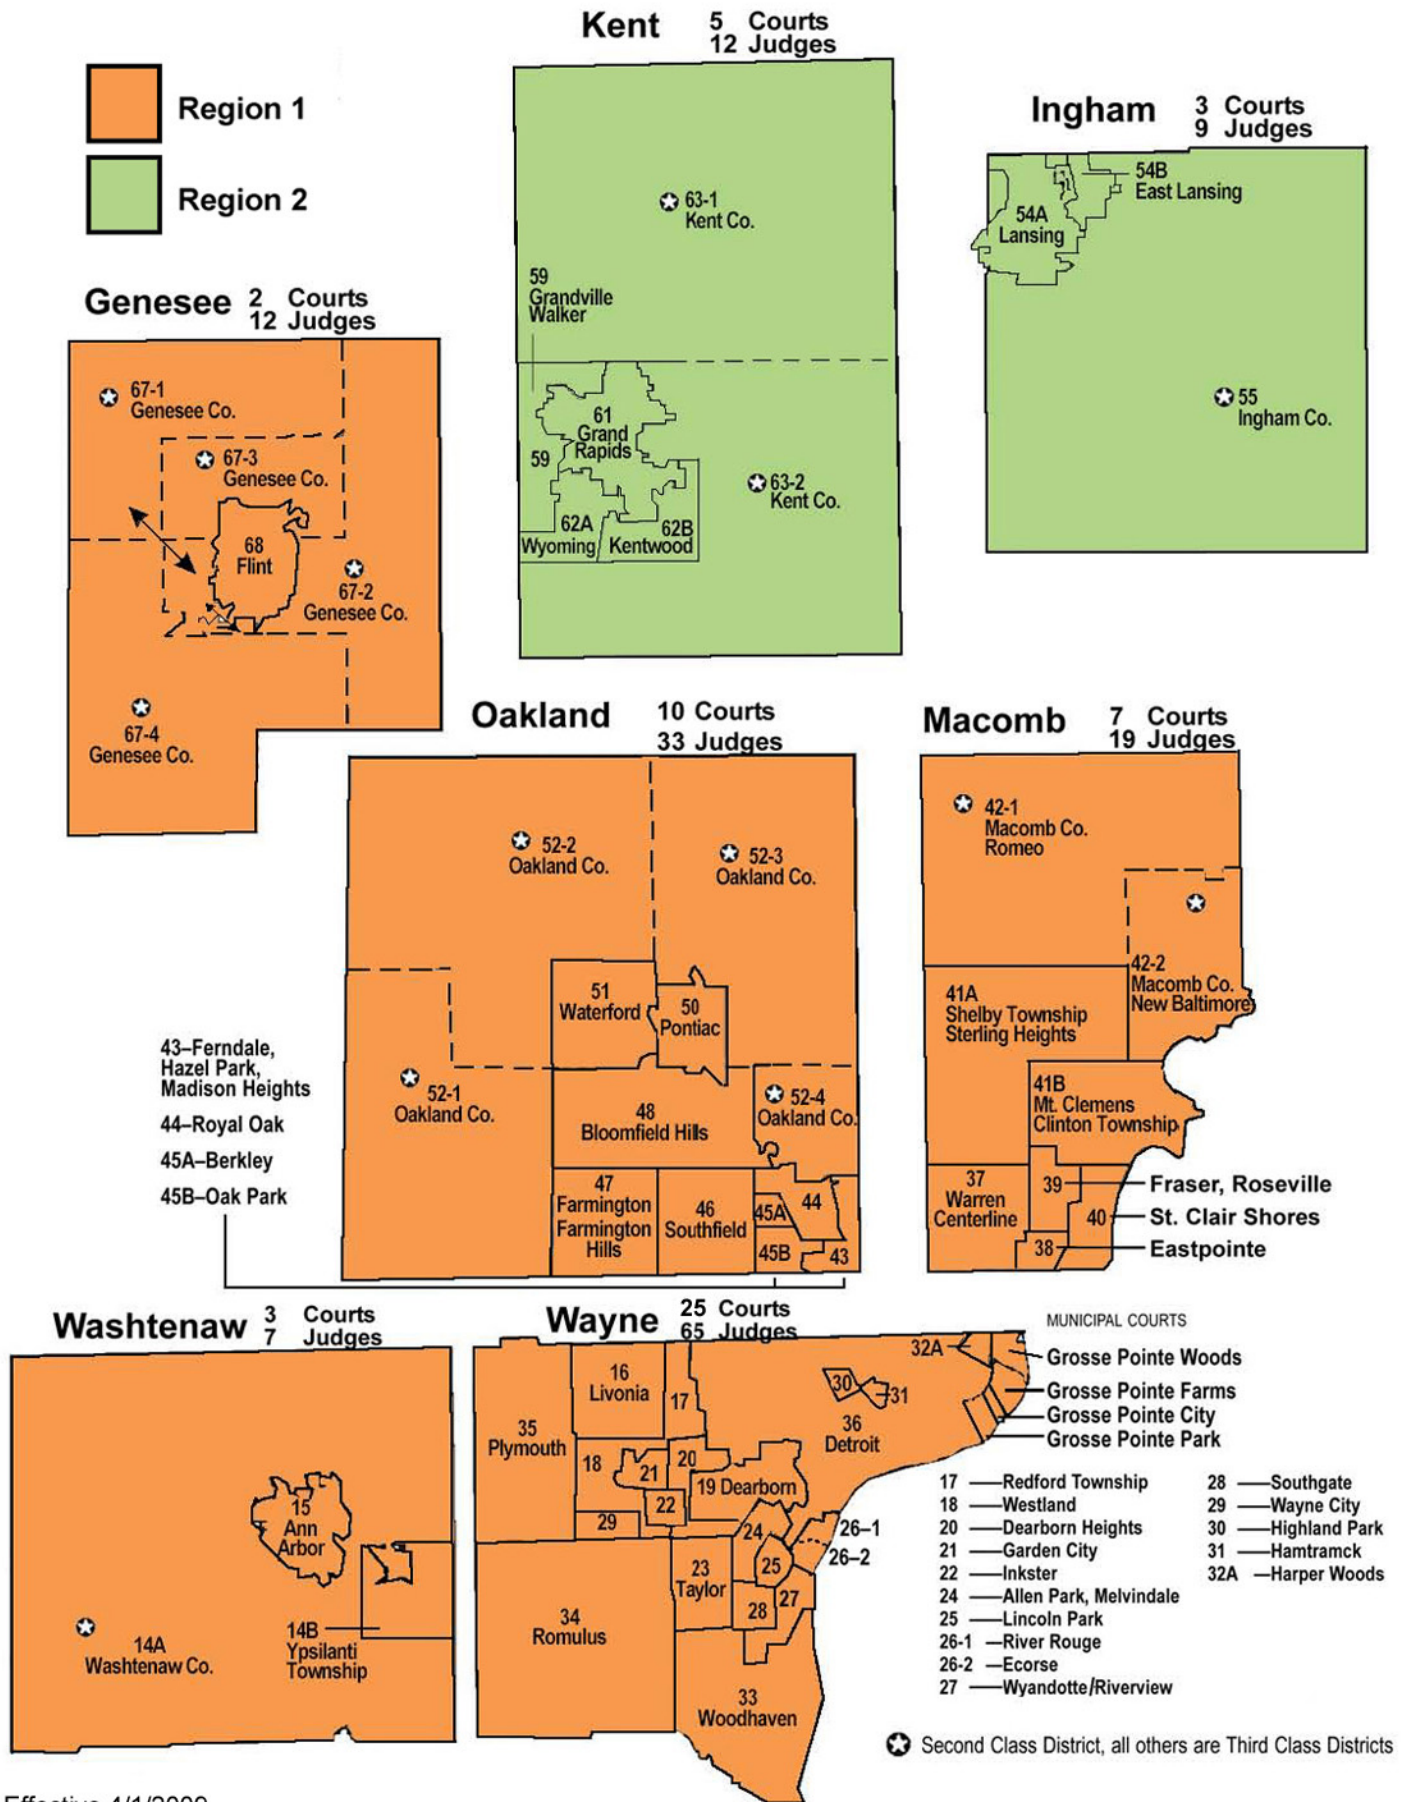 Region 1
Region 2
Kent
5 Courts
12 Judges
63-1
Kent Co.
59
Grandville
Walker
61
Grand
Rapids
59
63-2
Kent Co.
62A
Wyoming
62B
Kentwood
Ingham
3 Courts
9 Judges
54B
East Lansing
54A
Lansing
55
Ingham Co.
Genesee
2 Courts
12 Judges
67-1
Genesee Co.
67-3
Genesee Co.
68
Flint
67-2
Genesee Co.
67-4
Genesee Co.
Oakland
10 Courts
33 Judges
52-2
Oakland Co.
52-3
Oakland Co.
51
Waterford
50
Pontiac
52-1
Oakland Co.
48
Bloomfield Hills
52-4
Oakland Co.
47
Farmington
Farmington
Hills
46
Southfield
45A
44
45B
43
43–Ferndale,
Hazel Park,
Madison Heights
44–Royal Oak
45A–Berkley
45B–Oak Park
Macomb
7 Courts
19 Judges
42-1
Macomb Co.
Romeo
42-2
Macomb Co.
New Baltimore
41A
Shelby Township
Sterling Heights
41B
Mt. Clemens
Clinton Township
37
Warren
Centerline
39
Fraser, Roseville
40
St. Clair Shores
38
Eastpointe
Washtenaw
3 Courts
7 Judges
15
Ann
Arbor
14A
Washtenaw Co.
14B
Ypsilanti
Township
Wayne
25 Courts
65 Judges
16
Livonia
17
35
Plymouth
18
21
20
19 Dearborn
22
29
30
31
36
Detroit
32A
24
26–1
26–2
25
23
Taylor
28
27
34
Romulus
33
Woodhaven
MUNICIPAL COURTS
Grosse Pointe Woods
Grosse Pointe Farms
Grosse Pointe City
Grosse Pointe Park
17 —Redford Township
18 —Westland
20 —Dearborn Heights
21 —Garden City
22 —Inkster
24 —Allen Park, Melvindale
25 —Lincoln Park
26-1 —River Rouge
26-2 —Ecorse
27 —Wyandotte/Riverview
28 —Southgate
29 —Wayne City
30 —Highland Park
31 —Hamtramck
32A —Harper Woods
Second Class District, all others are Third Class Districts
Effective 4/1/2009